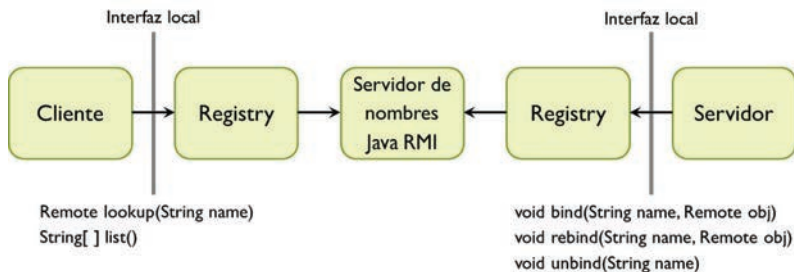 Interfaz local
Interfaz local
Cliente
Registry
Servidor de
nombres
Java RMI
Registry
Servidor
Remote lookup(String name)
String[ ] list()
void bind(String name, Remote obj)
void rebind(String name, Remote obj)
void unbind(String name)